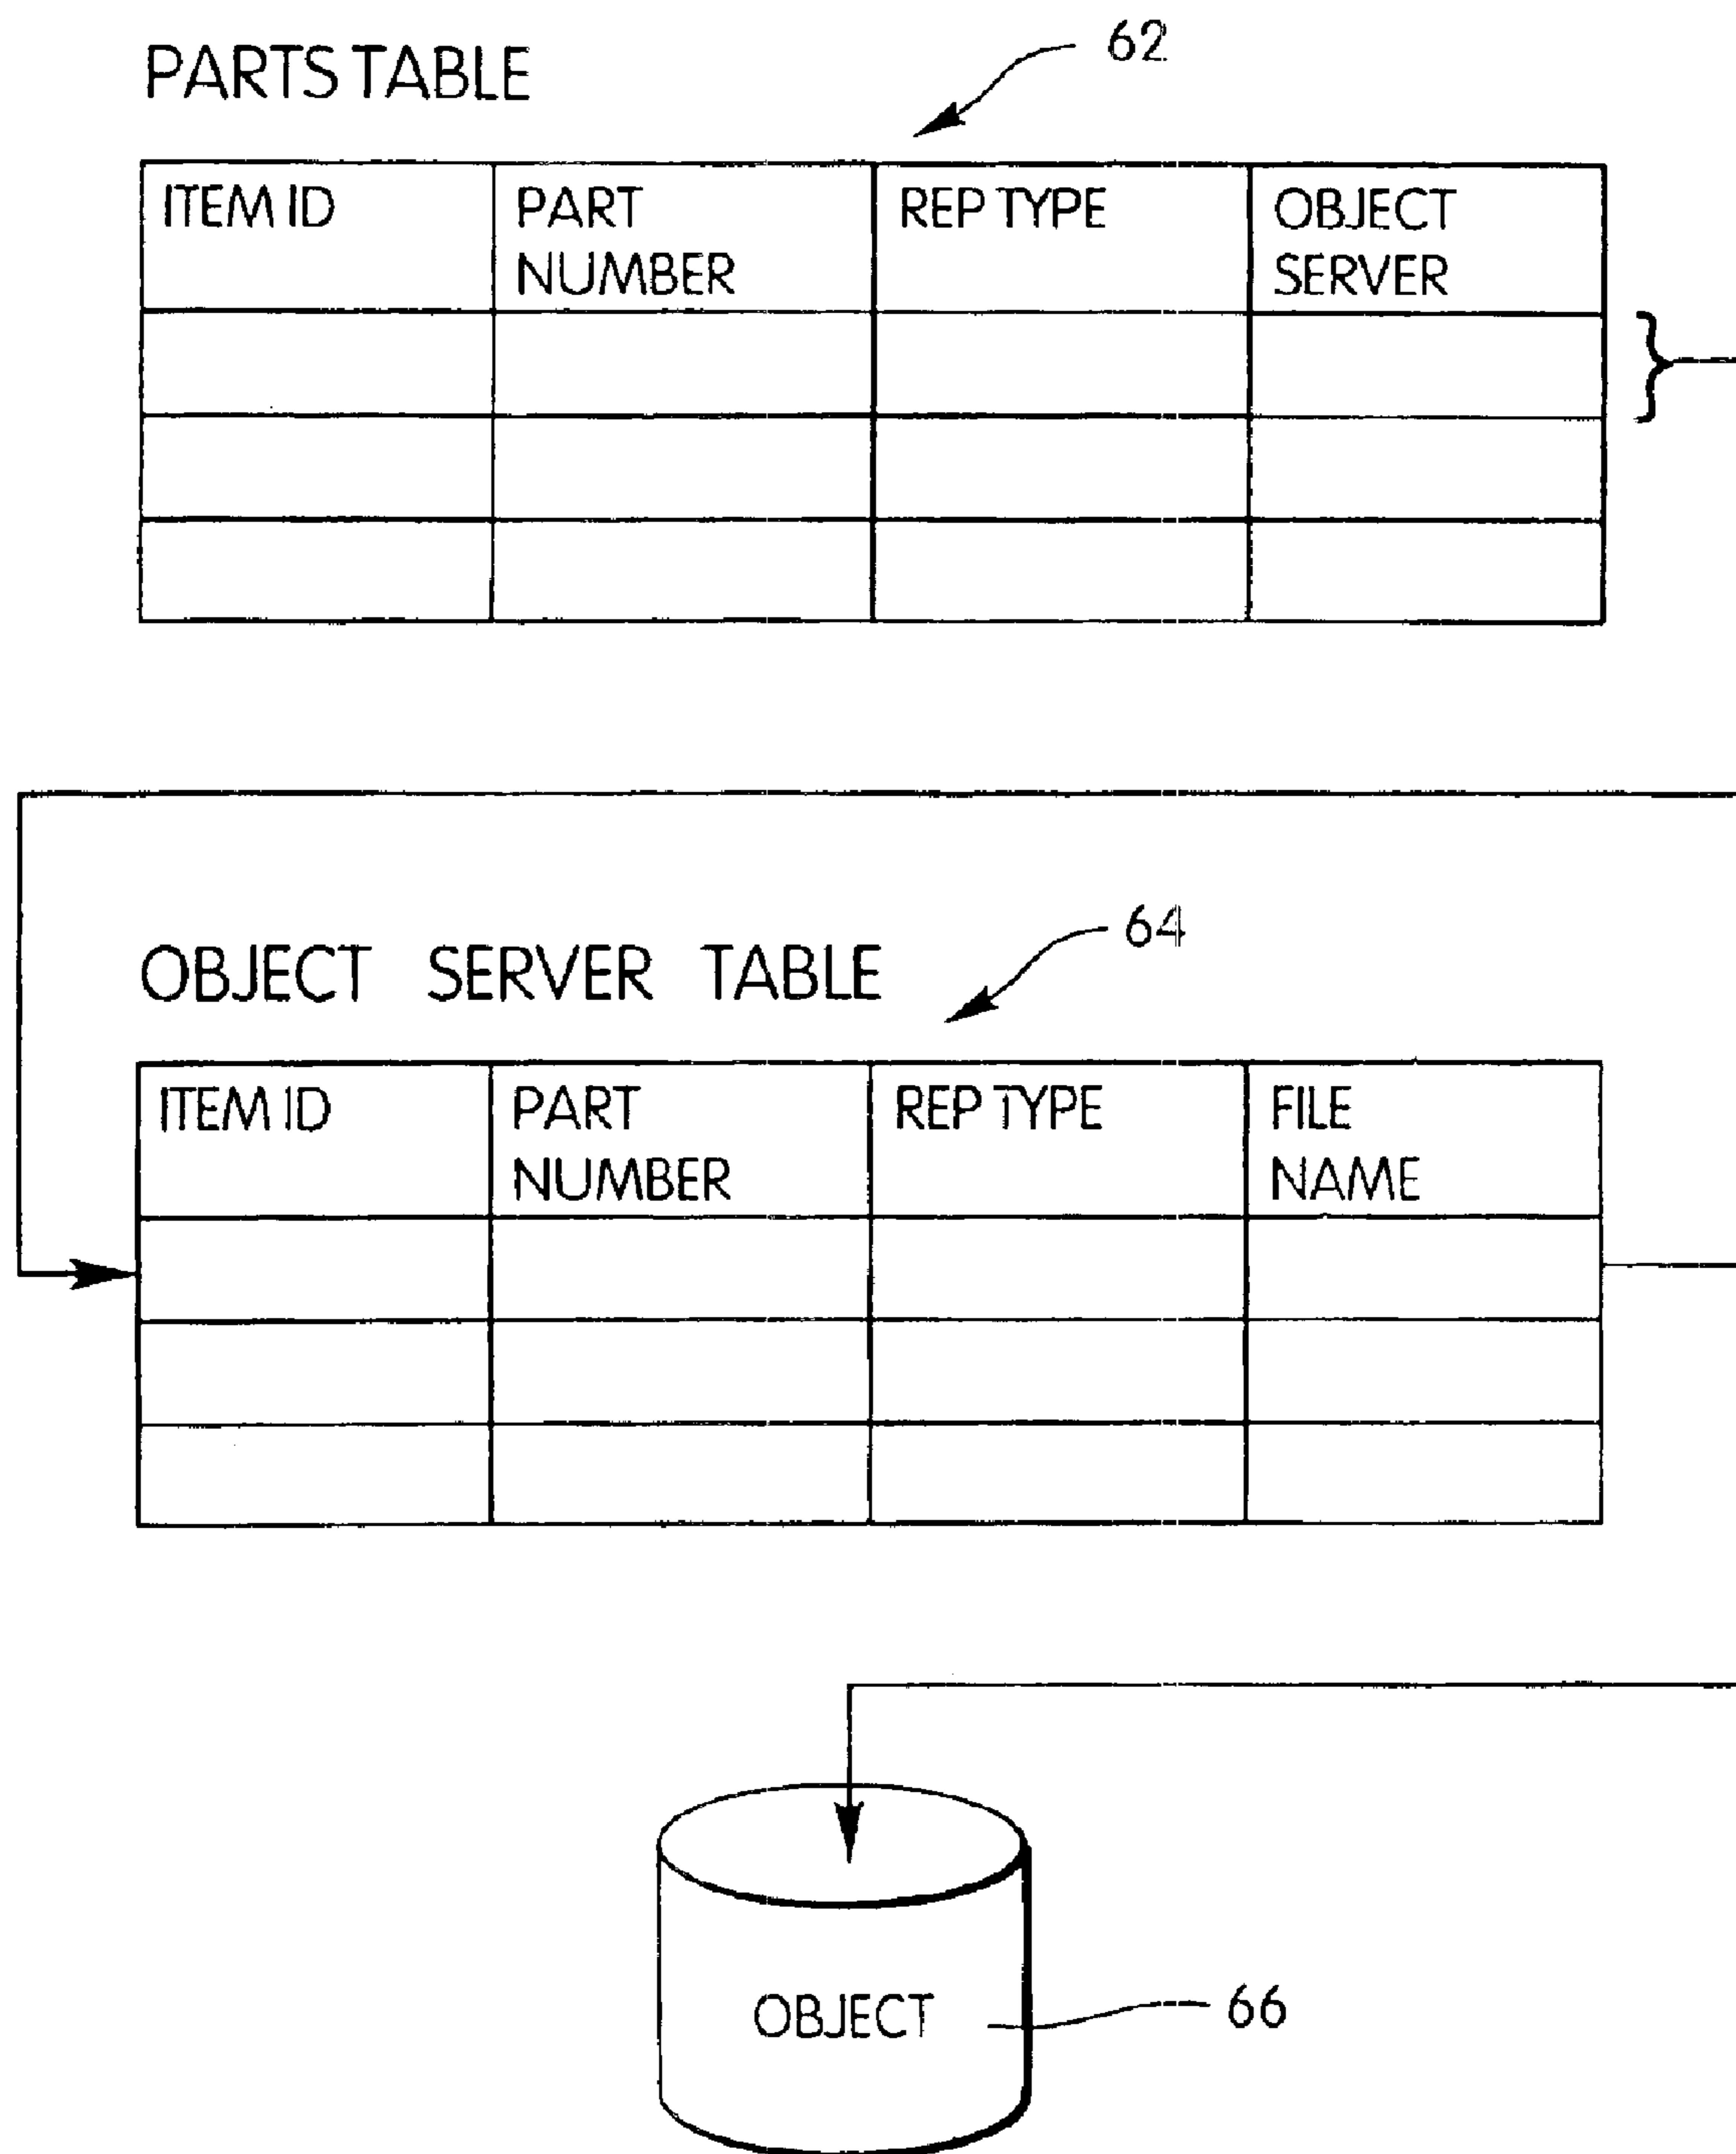 PARTS TABLE
62
ITEM ID
PART
NUMBER
REP TYPE
OBJECT
SERVER
OBJECT SERVER TABLE
64
ITEM ID
PART
NUMBER
REP TYPE
FILE
NAME
OBJECT
66